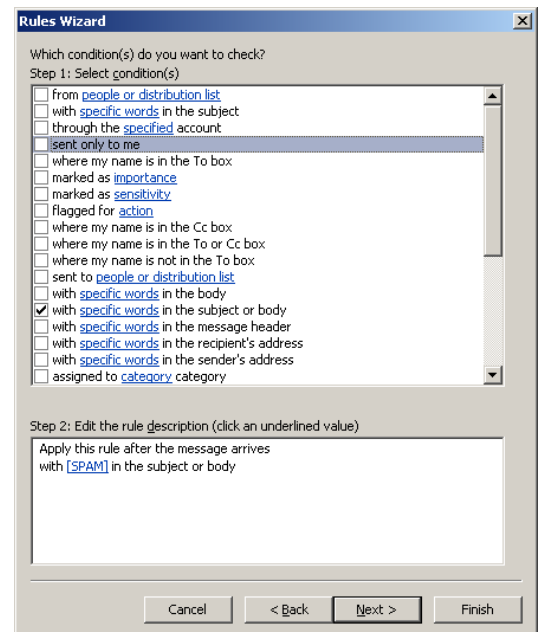 Rules Wizard
Which condition(s) do you want to check?
Step 1: Select condition(s)
from people or distribution list
with specific words in the subject
through the specified account
sent only to me
where my name is in the To box
marked as importance
marked as sensitivity
flagged for action
where my name is in the Cc box
where my name is in the To or Cc box
where my name is not in the To box
sent to people or distribution list
with specific words in the body
with specific words in the subject or body
with specific words in the message header
with specific words in the recipient's address
with specific words in the sender's address
assigned to category category
Step 2: Edit the rule description (click an underlined value)
Apply this rule after the message arrives
with [SPAM] in the subject or body
Cancel < Back Next > Finish